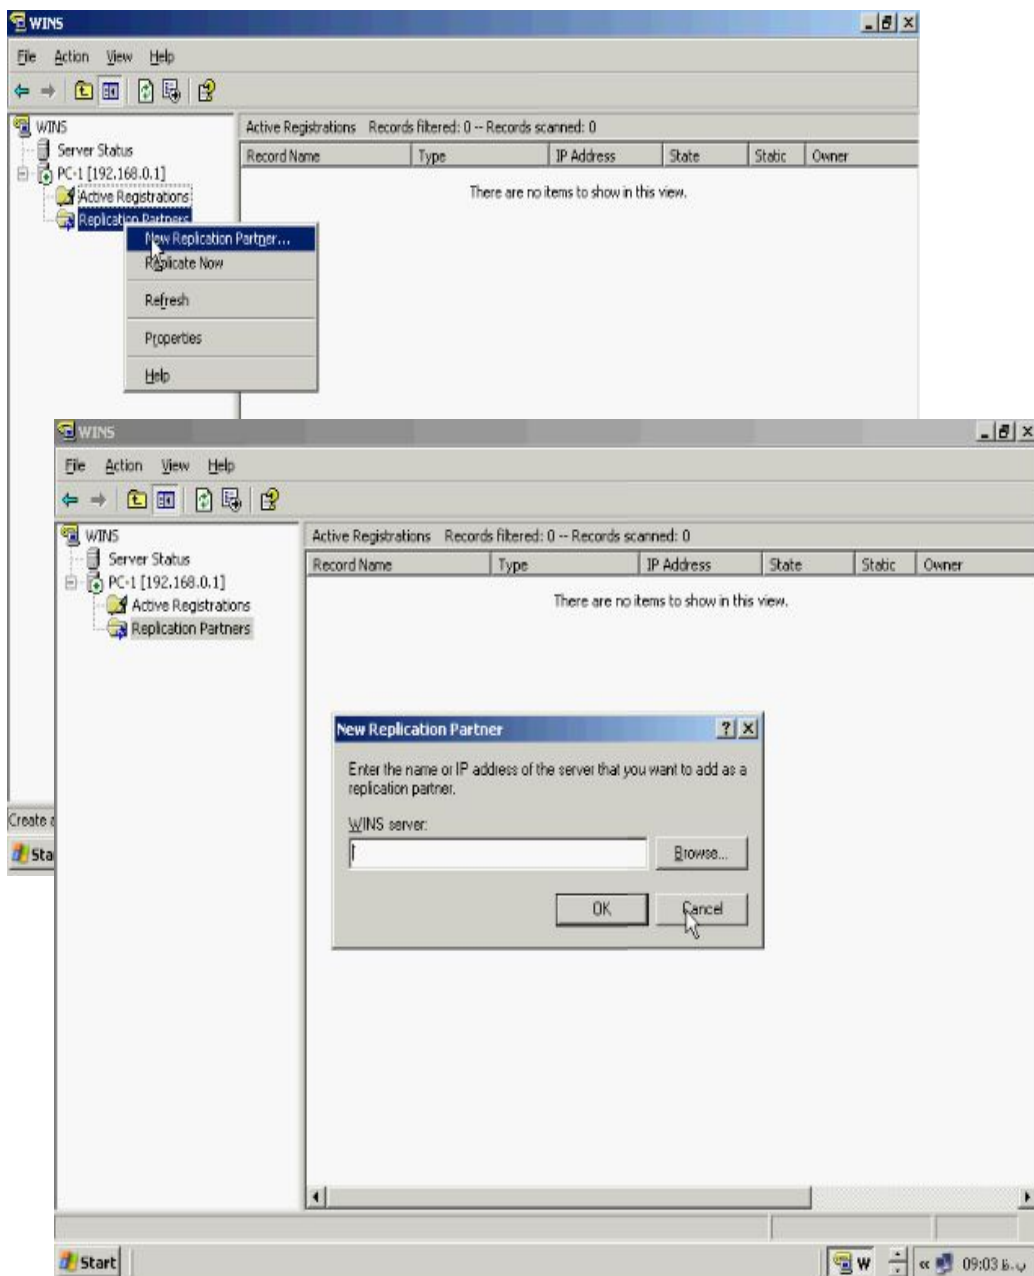 WINS
File Action View Help
WINS
Server Status
PC-1 [192.168.0.1]
Active Registrations
Replication Partners
Active Registrations Records filtered: 0 -- Records scanned: 0
Record Name Type IP Address State Static Owner
There are no items to show in this view.
New Replication Partner...
Replicate Now
Refresh
Properties
Help
Create a
Sta
WINS
File Action View Help
WINS
Server Status
PC-1 [192.168.0.1]
Active Registrations
Replication Partners
Active Registrations Records filtered: 0 -- Records scanned: 0
Record Name Type IP Address State Static Owner
There are no items to show in this view.
New Replication Partner
Enter the name or IP address of the server that you want to add as a
replication partner.
WINS server:
Browse...
OK Cancel
Start W « 09:03 ب.ظ